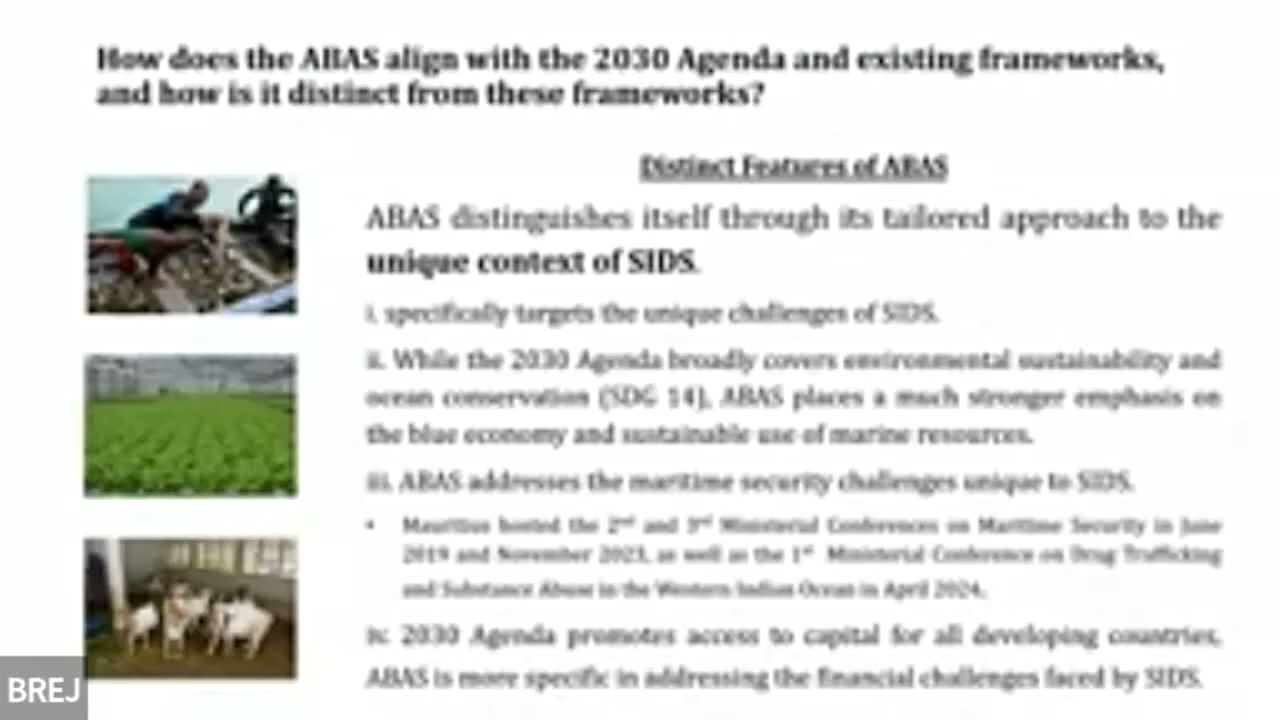 How does the ABAS align with the 2030 Agenda and existing frameworks,
and how is it distinct from these frameworks?
Distinct Features of ABAS
ABAS distinguishes itself through its tailored approach to the
unique context of SIDS.
i. specifically targets the unique challenges of SIDS.
ii. While the 2030 Agenda broadly covers environmental sustainability and
ocean conservation (SDG 14), ABAS places a much stronger emphasis on
the blue economy and sustainable use of marine resources.
iii. ABAS addresses the maritime security challenges unique to SIDS.
• Mauritius hosted the 2nd and 3rd Ministerial Conferences on Maritime Security in June
2019 and November 2023, as well as the 1st Ministerial Conference on Drug Trafficking
and Substance Abuse in the Western Indian Ocean in April 2024.
iv. 2030 Agenda promotes access to capital for all developing countries,
ABAS is more specific in addressing the financial challenges faced by SIDS.
BREJ